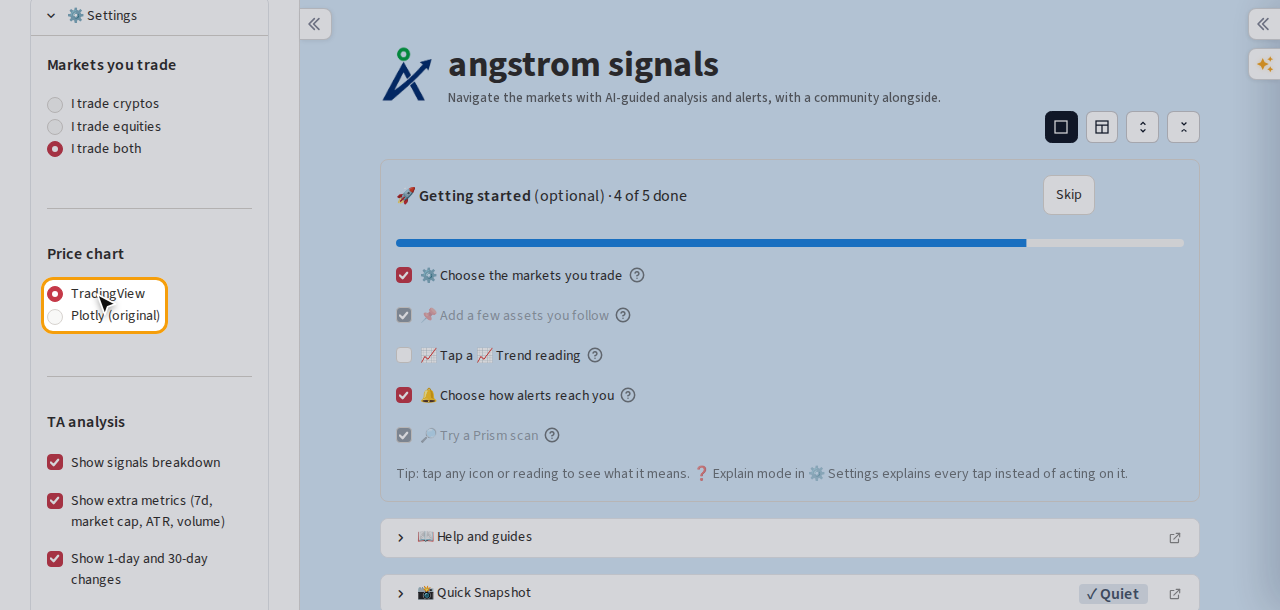 ⚙️ Settings
Markets you trade
I trade cryptos
I trade equities
I trade both
Price chart
TradingView
Plotly (original)
TA analysis
Show signals breakdown
Show extra metrics (7d,
market cap, ATR, volume)
Show 1-day and 30-day
changes
angstrom signals
Navigate the markets with AI-guided analysis and alerts, with a community alongside.
🚀 Getting started (optional) · 4 of 5 done
Skip
⚙️ Choose the markets you trade
📌 Add a few assets you follow
📈 Tap a 📈 Trend reading
🔔 Choose how alerts reach you
🔎 Try a Prism scan
Tip: tap any icon or reading to see what it means. ❓ Explain mode in ⚙️ Settings explains every tap instead of acting on it.
📖 Help and guides
📸 Quick Snapshot
✓ Quiet